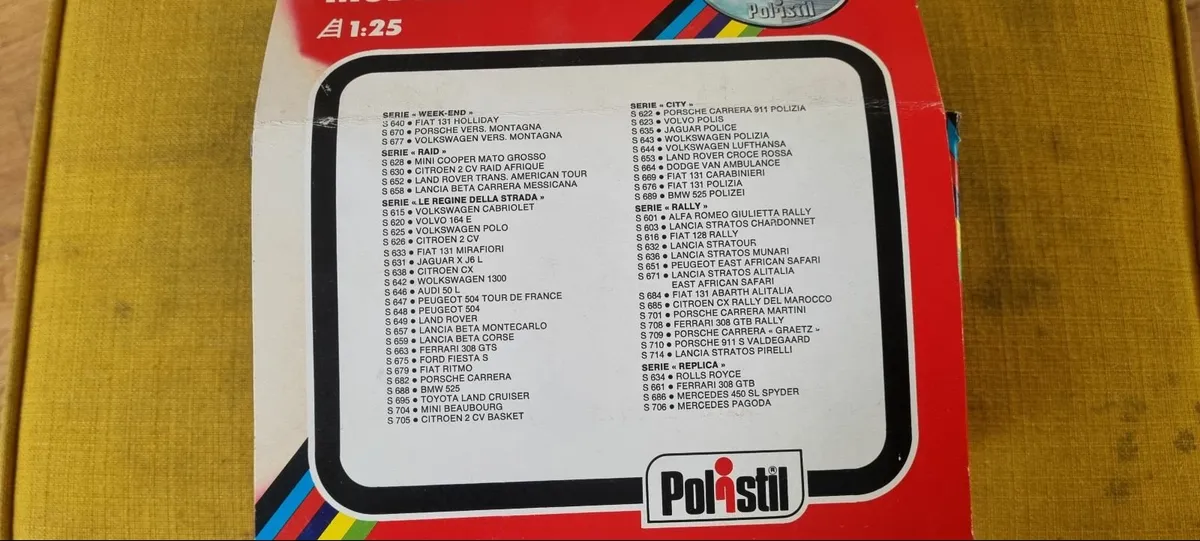 1:25
Polistil
SERIE « WEEK-END »
S 640 • FIAT 131 HOLLIDAY
S 670 • PORSCHE VERS. MONTAGNA
S 677 • VOLKSWAGEN VERS. MONTAGNA
SERIE « RAID »
S 628 • MINI COOPER MATO GROSSO
S 630 • CITROEN 2 CV RAID AFRIQUE
S 652 • LAND ROVER TRANS. AMERICAN TOUR
S 658 • LANCIA BETA CARRERA MESSICANA
SERIE « LE REGINE DELLA STRADA »
S 615 • VOLKSWAGEN CABRIOLET
S 620 • VOLVO 164 E
S 625 • VOLKSWAGEN POLO
S 626 • CITROEN 2 CV
S 633 • FIAT 131 MIRAFIORI
S 631 • JAGUAR X J6 L
S 638 • CITROEN CX
S 642 • WOLKSWAGEN 1300
S 646 • AUDI 50 L
S 647 • PEUGEOT 504 TOUR DE FRANCE
S 648 • PEUGEOT 504
S 649 • LAND ROVER
S 657 • LANCIA BETA MONTECARLO
S 659 • LANCIA BETA CORSE
S 663 • FERRARI 308 GTS
S 675 • FORD FIESTA S
S 679 • FIAT RITMO
S 682 • PORSCHE CARRERA
S 688 • BMW 525
S 695 • TOYOTA LAND CRUISER
S 704 • MINI BEAUBOURG
S 705 • CITROEN 2 CV BASKET
SERIE « CITY »
S 622 • PORSCHE CARRERA 911 POLIZIA
S 623 • VOLVO POLIS
S 635 • JAGUAR POLICE
S 643 • WOLKSWAGEN POLIZIA
S 644 • VOLKSWAGEN LUFTHANSA
S 653 • LAND ROVER CROCE ROSSA
S 664 • DODGE VAN AMBULANCE
S 669 • FIAT 131 CARABINIERI
S 676 • FIAT 131 POLIZIA
S 689 • BMW 525 POLIZEI
SERIE « RALLY »
S 601 • ALFA ROMEO GIULIETTA RALLY
S 603 • LANCIA STRATOS CHARDONNET
S 616 • FIAT 128 RALLY
S 632 • LANCIA STRATOUR
S 636 • LANCIA STRATOS MUNARI
S 651 • PEUGEOT EAST AFRICAN SAFARI
S 671 • LANCIA STRATOS ALITALIA
EAST AFRICAN SAFARI
S 684 • FIAT 131 ABARTH ALITALIA
S 685 • CITROEN CX RALLY DEL MAROCCO
S 701 • PORSCHE CARRERA MARTINI
S 708 • FERRARI 308 GTB RALLY
S 709 • PORSCHE CARRERA « GRAETZ »
S 710 • PORSCHE 911 S VALDEGAARD
S 714 • LANCIA STRATOS PIRELLI
SERIE « REPLICA »
S 634 • ROLLS ROYCE
S 661 • FERRARI 308 GTB
S 686 • MERCEDES 450 SL SPYDER
S 706 • MERCEDES PAGODA
Polistil®